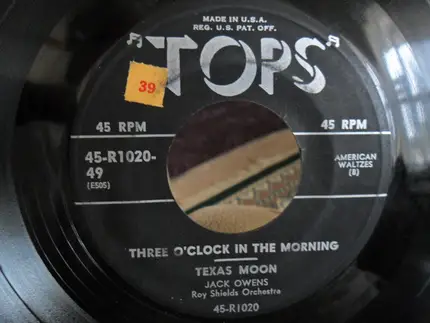 MADE IN U.S.A.
REG. U.S. PAT. OFF.
"TOPS"
39
45 RPM
45 RPM
45-R1020-
49
(E505)
AMERICAN
WALTZES
(B)
THREE O'CLOCK IN THE MORNING
TEXAS MOON
JACK OWENS
Roy Shields Orchestra
45-R1020